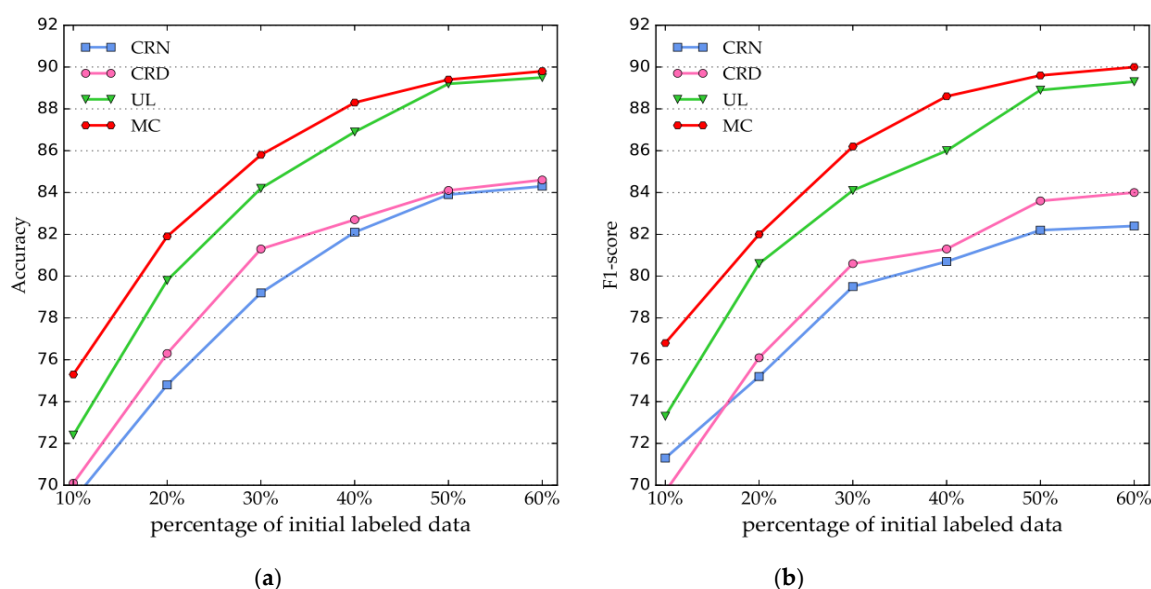 92
90
88
86
84
82
80
78
76
74
72
70
Accuracy
CRN
CRD
UL
MC
10%
20%
30%
40%
50%
60%
percentage of initial labeled data
(a)
92
90
88
86
84
82
80
78
76
74
72
70
F1-score
CRN
CRD
UL
MC
10%
20%
30%
40%
50%
60%
percentage of initial labeled data
(b)